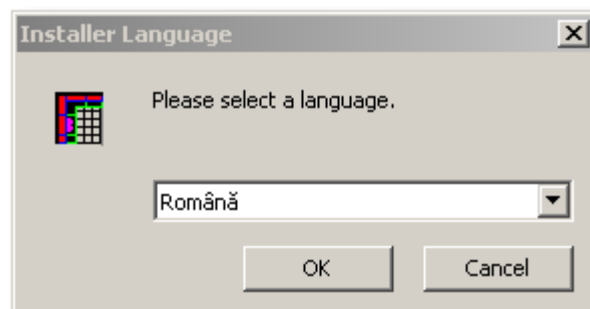 Installer Language
Please select a language.
Română
OK
Cancel